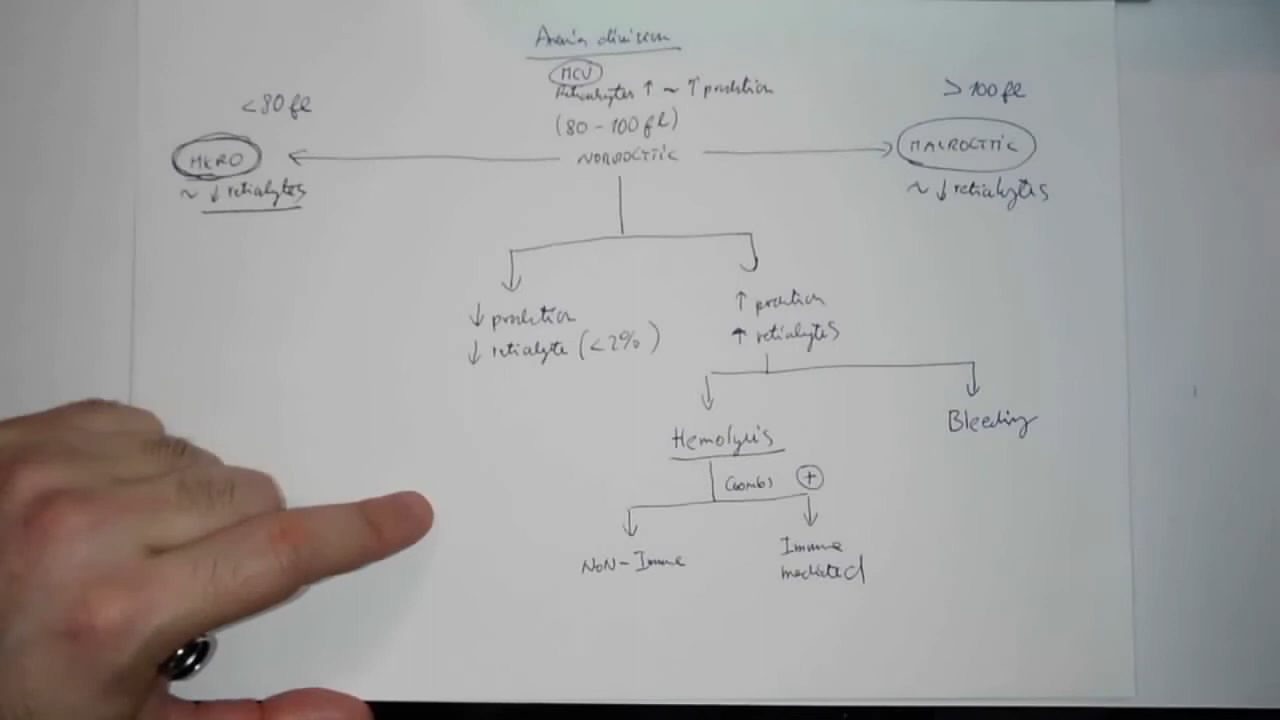 Anemia division
MCV
Reticulocytes ↑ ~ ↑ production
(80-100 fl)
<80 fl
>100 fl
MICRO
NORMOCYTIC
MACROCYTIC
~ ↓ reticulocytes
~ ↓ reticulocytes
↓ production
↓ reticulocyte (<2%)
↑ production
↑ reticulocytes
Hemolysis
Bleeding
Coombs +
NON-Immune
Immune
mediated